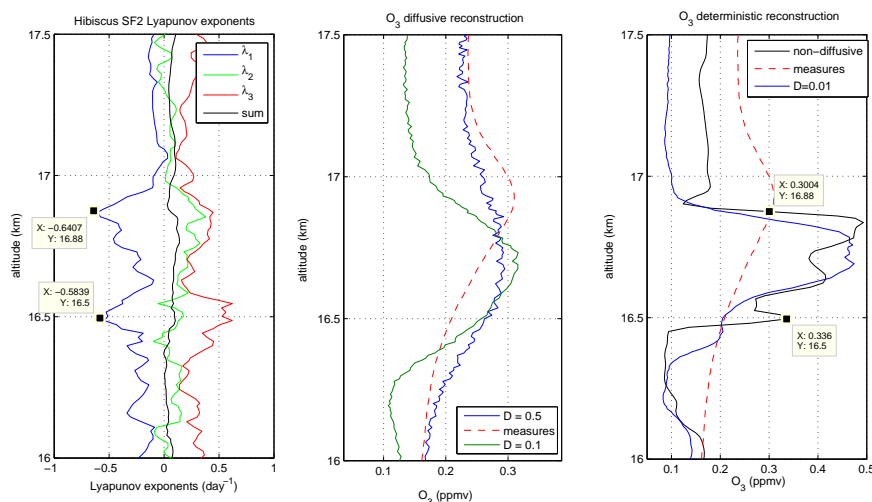 Hibiscus SF2 Lyapunov exponents
17.5
17
16.5
16
altitude (km)
λ1
λ2
λ3
sum
X: −0.6407
Y: 16.88
X: −0.5839
Y: 16.5
−1
−0.5
0
0.5
1
Lyapunov exponents (day−1)
O3 diffusive reconstruction
17.5
17
16.5
16
altitude (km)
D = 0.5
measures
D = 0.1
0.1
0.2
0.3
O3 (ppmv)
O3 deterministic reconstruction
17.5
17
16.5
16
altitude (km)
non−diffusive
measures
D=0.01
X: 0.3004
Y: 16.88
X: 0.336
Y: 16.5
0.1
0.2
0.3
0.4
0.5
O3 (ppmv)